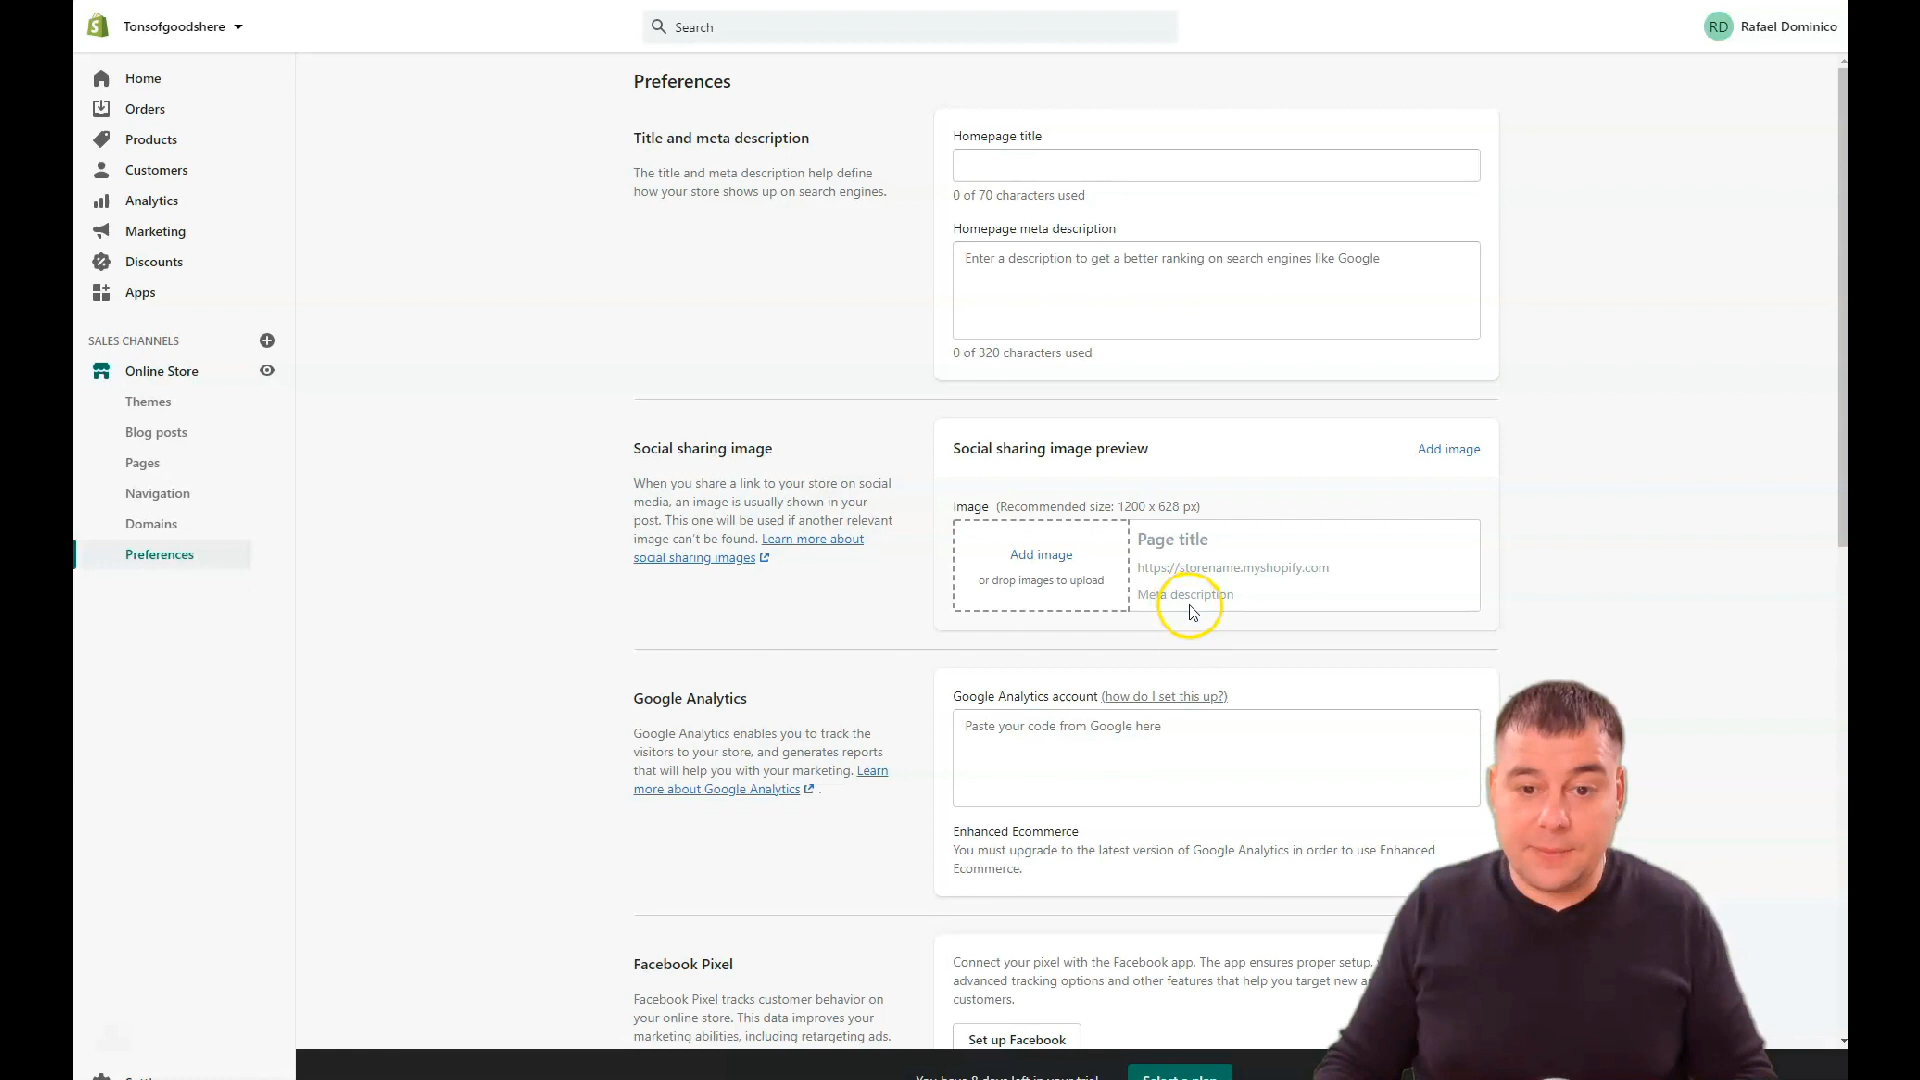 Tonsofgoodshere
Search
RD Rafael Dominico
Home
Orders
Products
Customers
Analytics
Marketing
Discounts
Apps
SALES CHANNELS
Online Store
Themes
Blog posts
Pages
Navigation
Domains
Preferences
Preferences
Title and meta description
The title and meta description help define
how your store shows up on search engines.
Homepage title
0 of 70 characters used
Homepage meta description
Enter a description to get a better ranking on search engines like Google
0 of 320 characters used
Social sharing image
When you share a link to your store on social
media, an image is usually shown in your
post. This one will be used if another relevant
image can't be found. Learn more about
social sharing images
Social sharing image preview
Add image
Image (Recommended size: 1200 x 628 px)
Add image
or drop images to upload
Page title
https://storename.myshopify.com
Meta description
Google Analytics
Google Analytics enables you to track the
visitors to your store, and generates reports
that will help you with your marketing. Learn
more about Google Analytics .
Google Analytics account (how do I set this up?)
Paste your code from Google here
Enhanced Ecommerce
You must upgrade to the latest version of Google Analytics in order to use Enhanced
Ecommerce.
Facebook Pixel
Facebook Pixel tracks customer behavior on
your online store. This data improves your
marketing abilities, including retargeting ads.
Connect your pixel with the Facebook app. The app ensures proper setup,
advanced tracking options and other features that help you target new
customers.
Set up Facebook
You have 8 days left in your trial
Select a plan